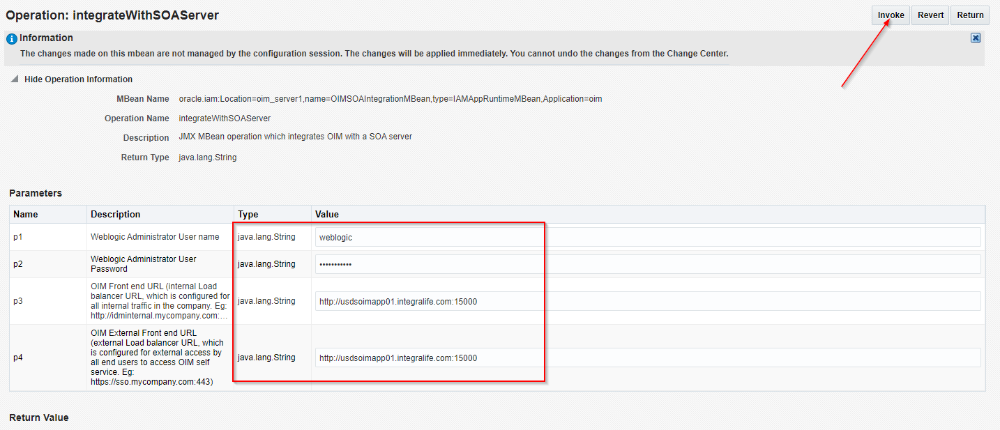 Operation: integrateWithSOAServer
Invoke Revert Return
Information
The changes made on this mbean are not managed by the configuration session. The changes will be applied immediately. You cannot undo the changes from the Change Center.
Hide Operation Information
MBean Name oracle.iam:Location=oim_server1,name=OIMSOAIntegrationMBean,type=IAMAppRuntimeMBean,Application=oim
Operation Name integrateWithSOAServer
Description JMX MBean operation which integrates OIM with a SOA server
Return Type java.lang.String
Parameters
Name Description Type Value
p1 Weblogic Administrator User name java.lang.String weblogic
p2 Weblogic Administrator User
Password java.lang.String •••••••••••
p3 OIM Front end URL (internal Load
balancer URL, which is configured for
all internal traffic in the company. Eg:
http://idminternal.mycompany.com:... java.lang.String http://usdsoimapp01.integralife.com:15000
p4 OIM External Front end URL
(external Load balancer URL, which
is configured for external access by
all end users to access OIM self
service. Eg:
https://sso.mycompany.com:443) java.lang.String http://usdsoimapp01.integralife.com:15000
Return Value